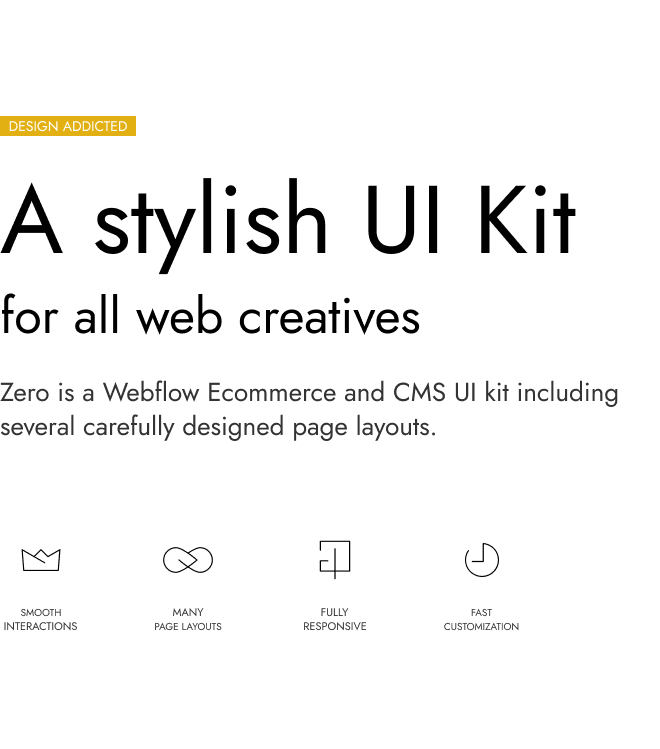 DESIGN ADDICTED
A stylish UI Kit
for all web creatives
Zero is a Webflow Ecommerce and CMS UI kit including
several carefully designed page layouts.
SMOOTH
INTERACTIONS
MANY
PAGE LAYOUTS
FULLY
RESPONSIVE
FAST
CUSTOMIZATION